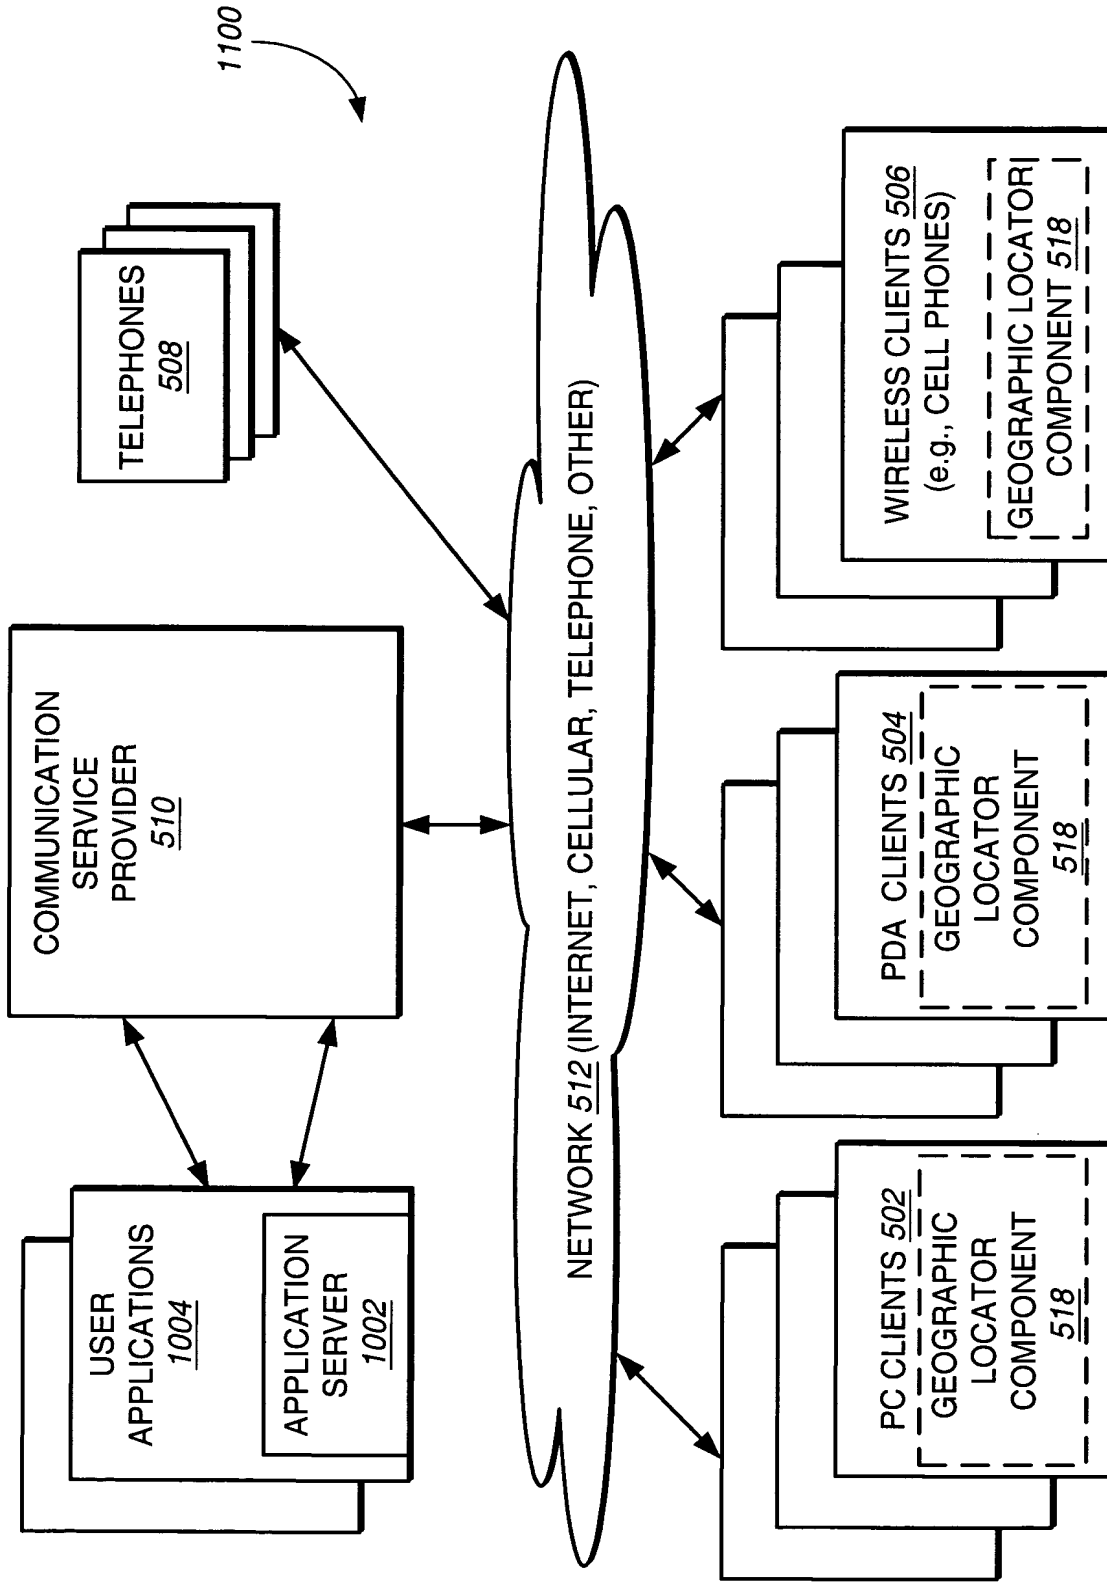 1100
USER
APPLICATIONS
1004
APPLICATION
SERVER
1002
COMMUNICATION
SERVICE
PROVIDER
510
TELEPHONES
508
NETWORK 512 (INTERNET, CELLULAR, TELEPHONE, OTHER)
PC CLIENTS 502
GEOGRAPHIC
LOCATOR
COMPONENT
518
PDA CLIENTS 504
GEOGRAPHIC
LOCATOR
COMPONENT
518
WIRELESS CLIENTS 506
(e.g., CELL PHONES)
GEOGRAPHIC LOCATOR
COMPONENT 518